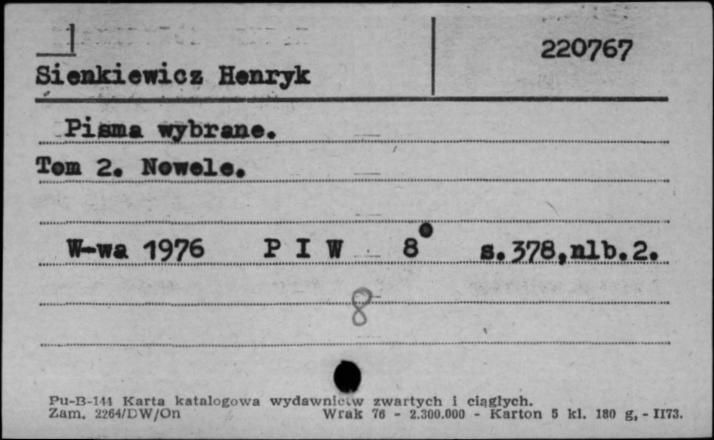 220767
Sienkiewicz Henryk
Pisma wybrane.
Tom 2. Nowele.
W-wa 1976 P I W 8° s.378,nlb.2.
8
Pu-B-144 Karta katalogowa wydawnictw zwartych i ciągłych.
Zam. 2264/DW/On Wrak 76 - 2.300.000 - Karton 5 kl. 180 g, - II73.